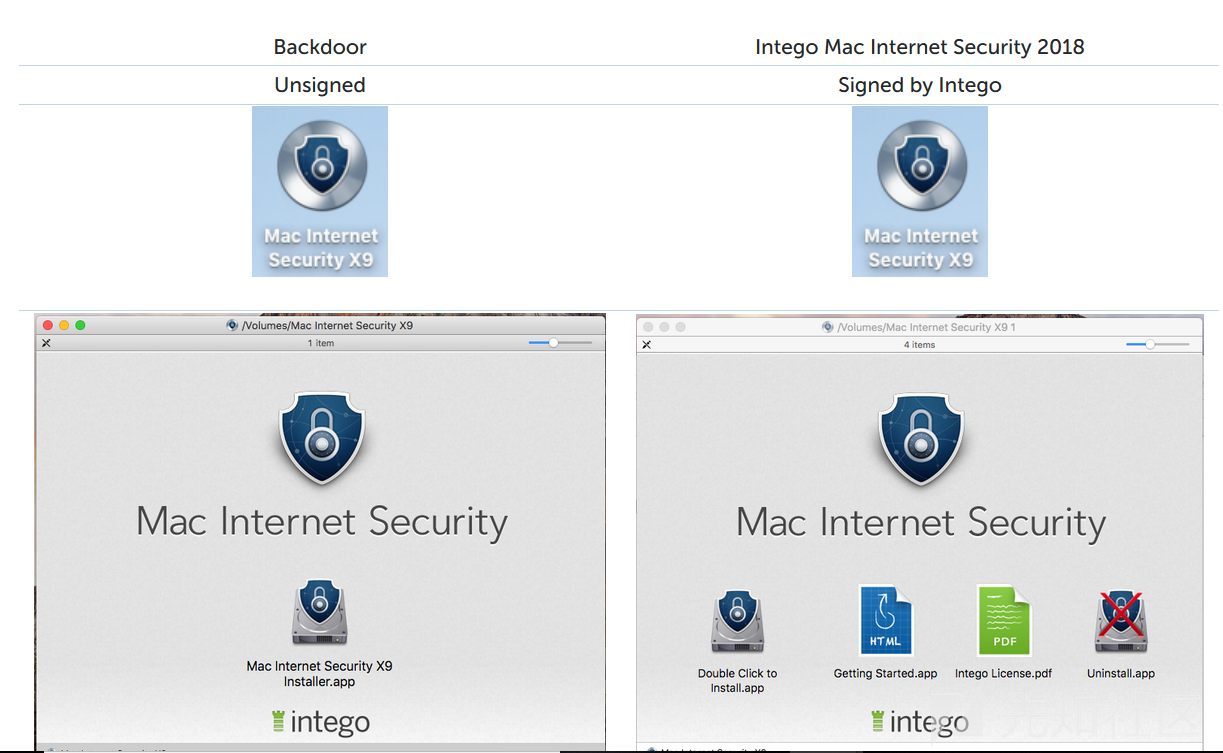 Backdoor
Intego Mac Internet Security 2018
Unsigned
Signed by Intego
Mac Internet
Security X9
Mac Internet
Security X9
/Volumes/Mac Internet Security X9
1 item
Mac Internet Security
Mac Internet Security X9
Installer.app
intego
/Volumes/Mac Internet Security X9 1
4 items
Mac Internet Security
HTML
PDF
Double Click to
Install.app
Getting Started.app
Intego License.pdf
Uninstall.app
intego